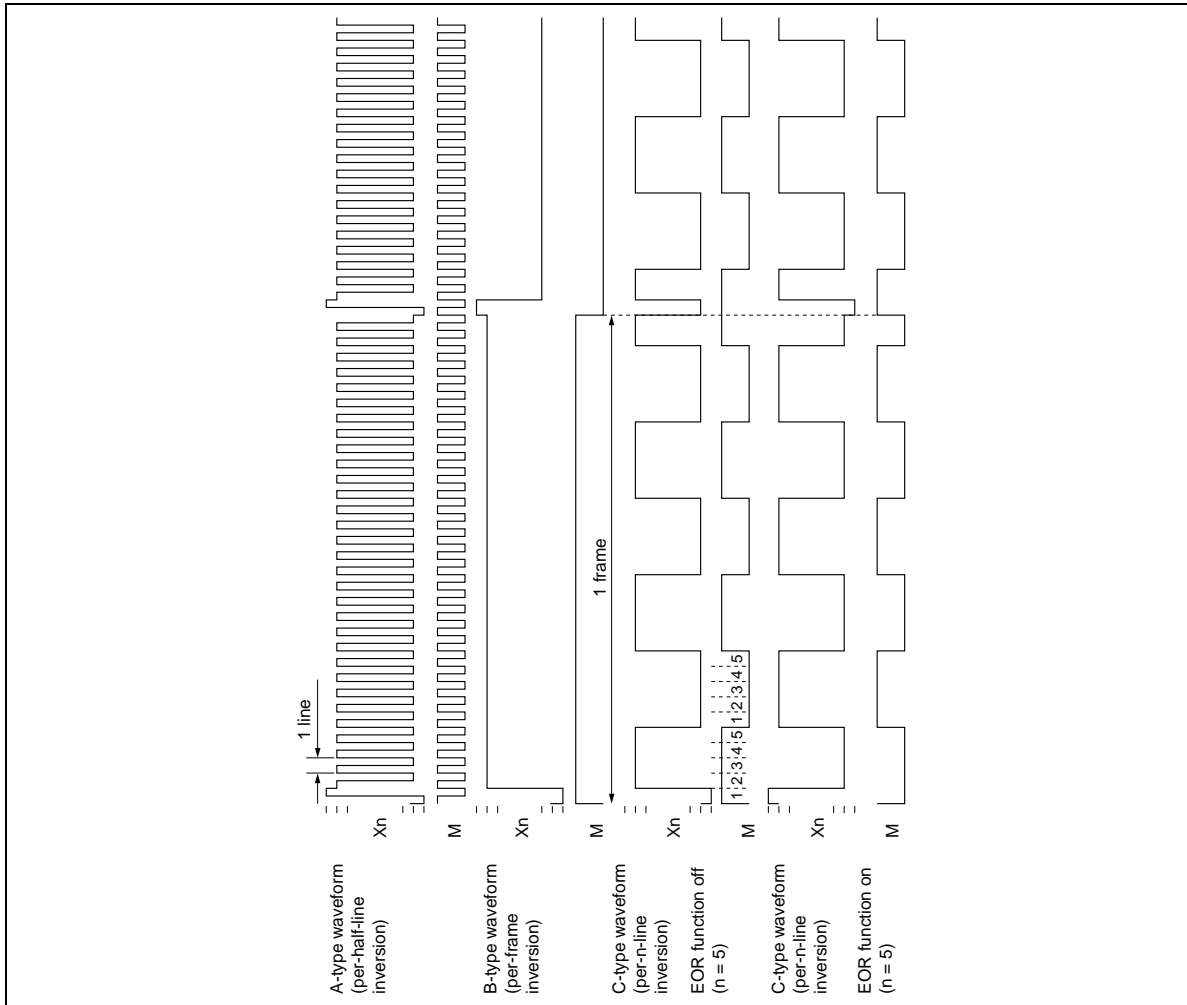 A-type waveform
(per-half-line
inversion)
Xn
1 line
M
B-type waveform
(per-frame
inversion)
Xn
M
1 frame
C-type waveform
(per-n-line
inversion)
EOR function off
(n = 5)
Xn
M
1 2 3 4 5 1 2 3 4 5
C-type waveform
(per-n-line
inversion)
EOR function on
(n = 5)
Xn
M